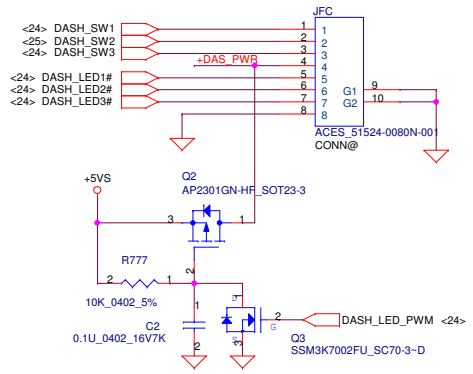 JFC
<24> DASH_SW1 1 1
<25> DASH_SW2 2 2
<24> DASH_SW3 3 3
+DAS_PWR 4 4
<24> DASH_LED1# 5 5
<24> DASH_LED2# 6 6 G1 9
<24> DASH_LED3# 7 7 G2 10
8 8
ACES_51524-0080N-001
CONN@
+5VS
Q2
AP2301GN-HF_SOT23-3
3 1
2
R777
2 1
10K_0402_5%
1
C2
0.1U_0402_16V7K
2
D
2 DASH_LED_PWM <24>
G
S
3
Q3
SSM3K7002FU_SC70-3~D